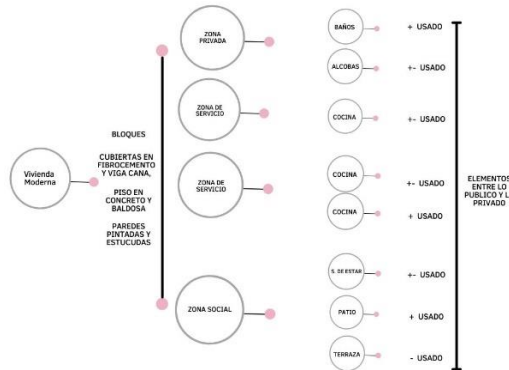 Vivienda
Moderna
BLOQUES
CUBIERTAS EN
FIBROCEMENTO
Y VIGA CANA,
PISO EN
CONCRETO Y
BALDOSA
PAREDES
PINTADAS Y
ESTUCUDAS
ZONA
PRIVADA
ZONA DE
SERVICIO
ZONA DE
SERVICIO
ZONA SOCIAL
BAÑOS
+ USADO
ALCOBAS
+- USADO
COCINA
+- USADO
COCINA
+- USADO
COCINA
+ USADO
S. DE ESTAR
+- USADO
PATIO
+ USADO
TERRAZA
- USADO
ELEMENTOS
ENTRE LO
PUBLICO Y L
PRIVADO